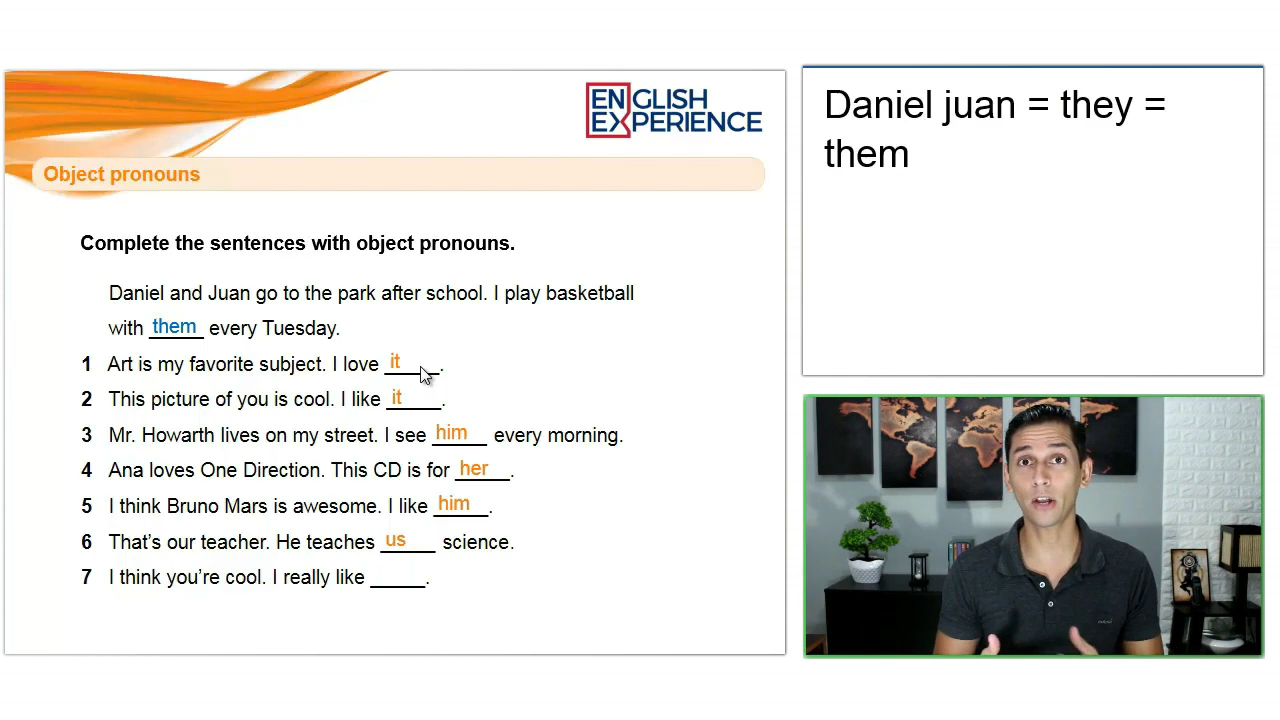 ENGLISH
EXPERIENCE
Object pronouns
Complete the sentences with object pronouns.
Daniel and Juan go to the park after school. I play basketball
with them every Tuesday.
1 Art is my favorite subject. I love it.
2 This picture of you is cool. I like it.
3 Mr. Howarth lives on my street. I see him every morning.
4 Ana loves One Direction. This CD is for her.
5 I think Bruno Mars is awesome. I like him.
6 That's our teacher. He teaches us science.
7 I think you're cool. I really like _____.
Daniel juan = they =
them